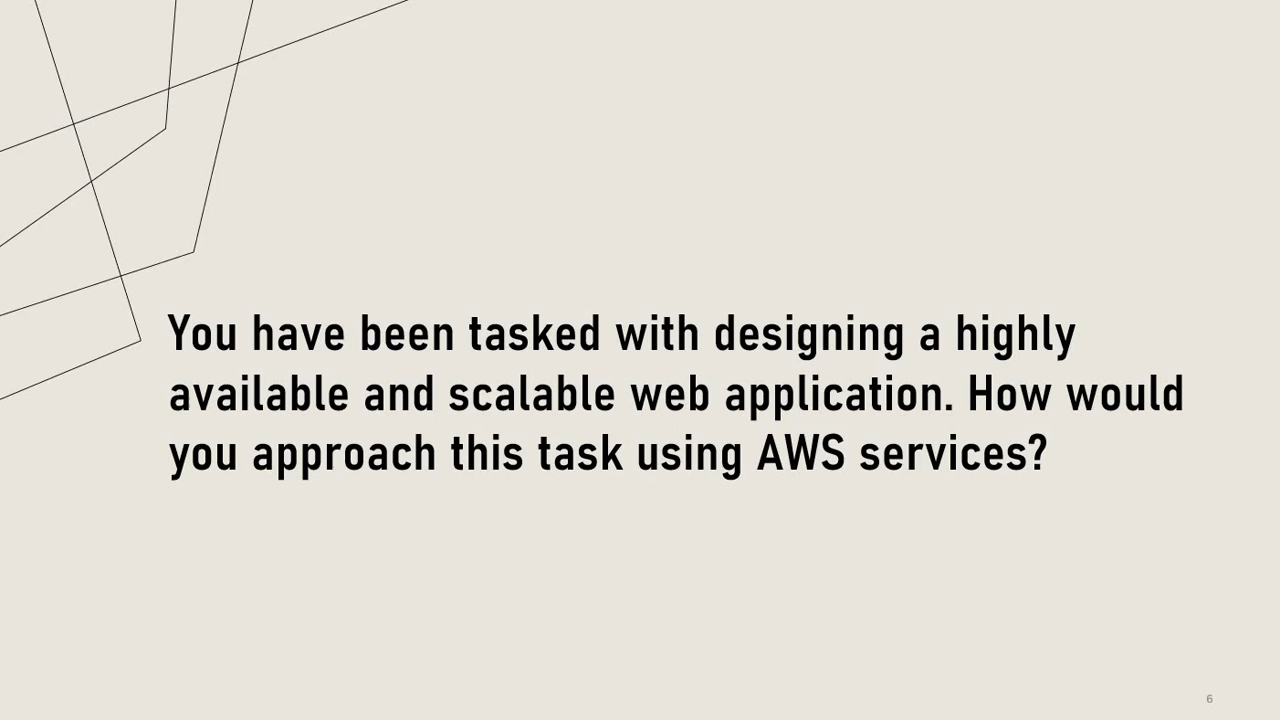 You have been tasked with designing a highly
available and scalable web application. How would
you approach this task using AWS services?
6